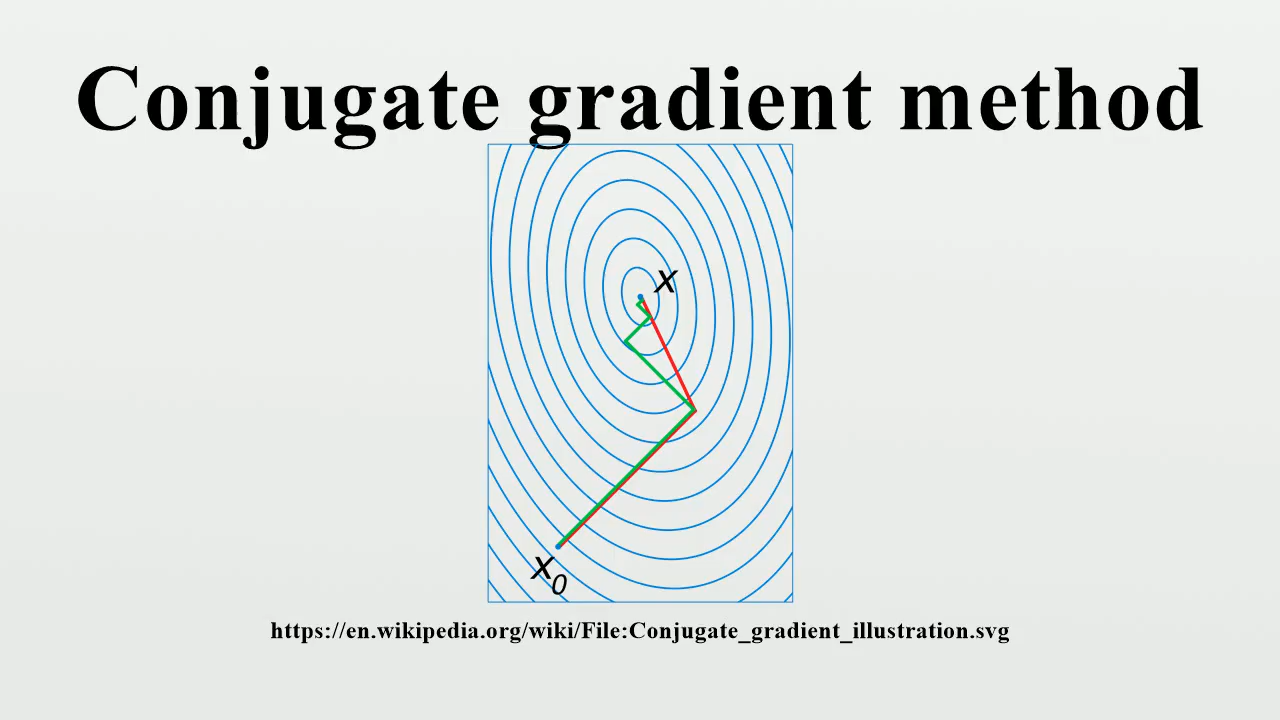 Conjugate gradient method
x
x0
https://en.wikipedia.org/wiki/File:Conjugate_gradient_illustration.svg